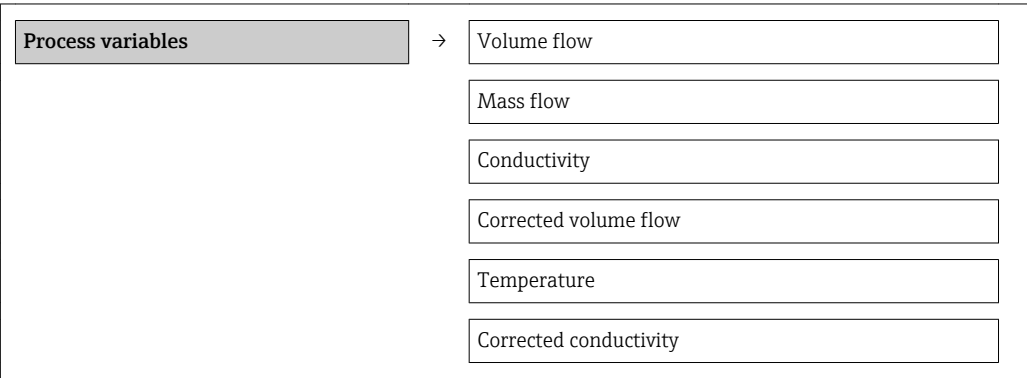 Process variables → Volume flow
Mass flow
Conductivity
Corrected volume flow
Temperature
Corrected conductivity